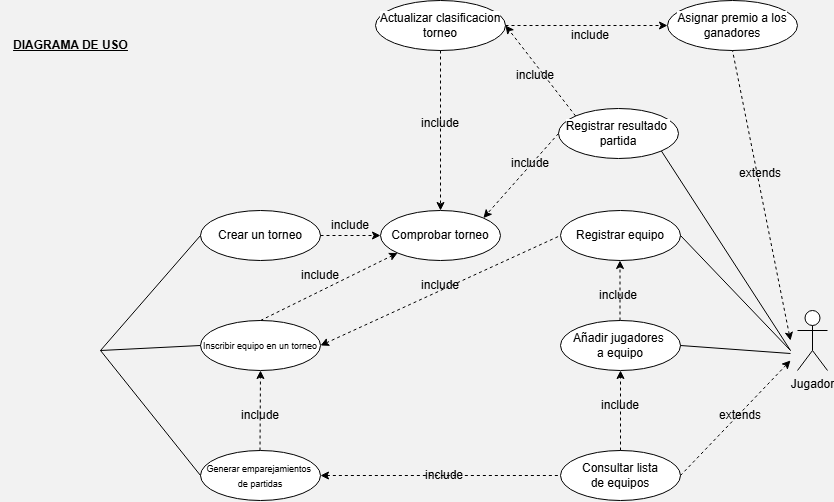 Actualizar clasificacion
torneo
include
Asignar premio a los
ganadores
DIAGRAMA DE USO
include
include
Registrar resultado
partida
include
extends
Crear un torneo
include
Comprobar torneo
Registrar equipo
include
include
include
Inscribir equipo en un torneo
Añadir jugadores
a equipo
Jugador
include
include
extends
Generar emparejamientos
de partidas
include
Consultar lista
de equipos